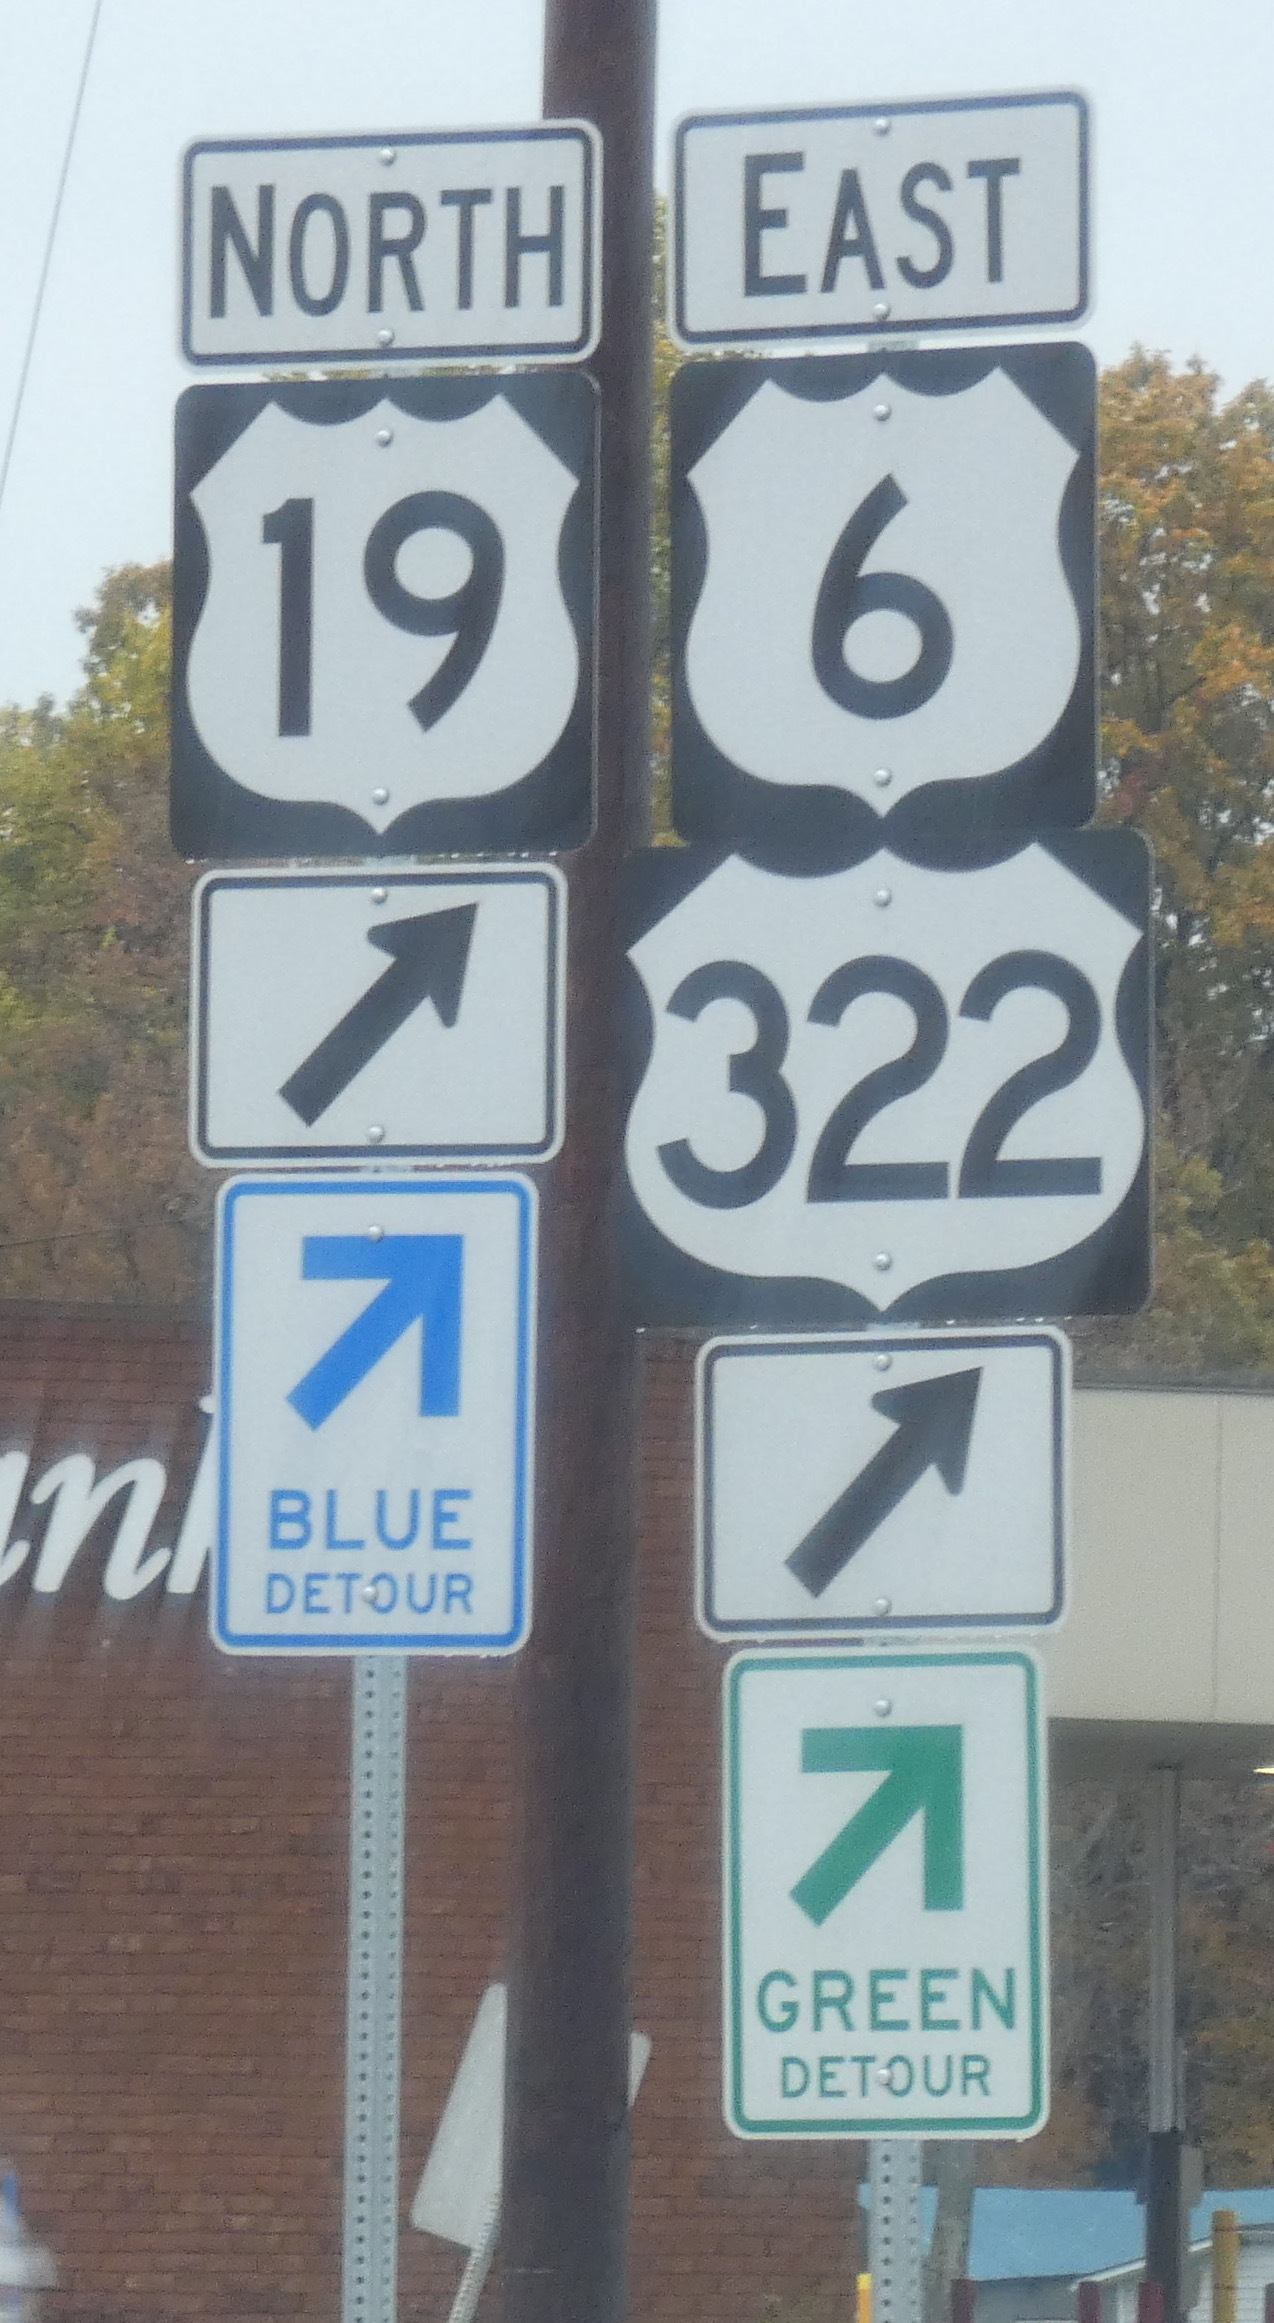 NORTH
19
BLUE
DETOUR
EAST
6
322
GREEN
DETOUR